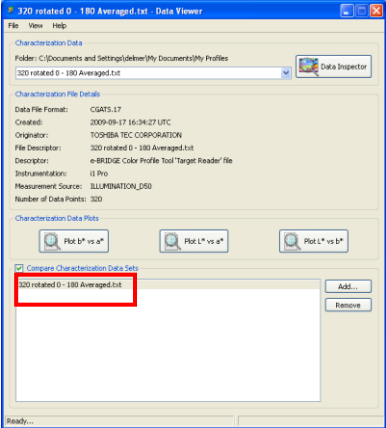 320 rotated 0 - 180 Averaged.txt - Data Viewer
File View Help
Characterization Data
Folder: C:\Documents and Settings\delmer\My Documents\My Profiles
320 rotated 0 - 180 Averaged.txt
Data Inspector
Characterization File Details
Data File Format: CGATS.17
Created: 2009-09-17 16:34:27 UTC
Originator: TOSHIBA TEC CORPORATION
File Descriptor: 320 rotated 0 - 180 Averaged.txt
Descriptor: e-BRIDGE Color Profile Tool 'Target Reader' file
Instrumentation: i1 Pro
Measurement Source: ILLUMINATION_D50
Number of Data Points: 320
Characterization Data Plots
Plot b* vs a* Plot L* vs a* Plot L* vs b*
Compare Characterization Data Sets
320 rotated 0 - 180 Averaged.txt
Add...
Remove
Ready...